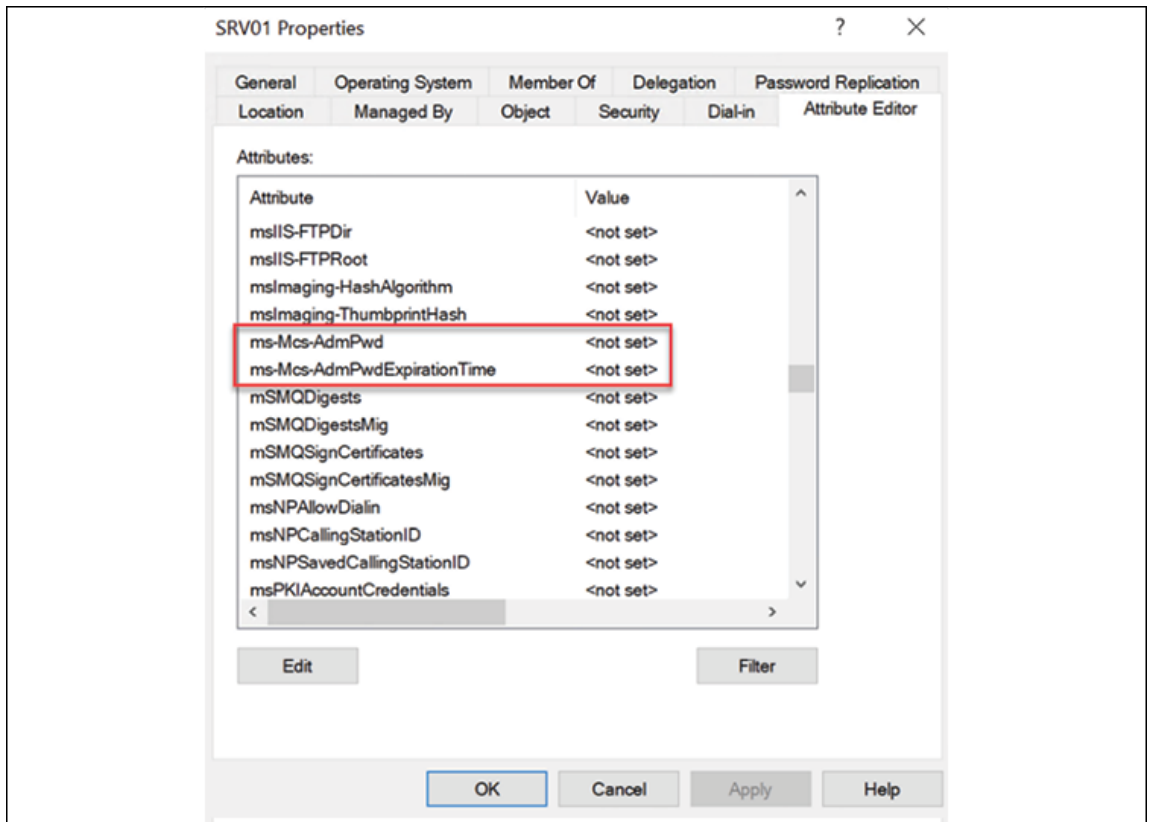 SRV01 Properties ? ×
General Operating System Member Of Delegation Password Replication
Location Managed By Object Security Dial-in Attribute Editor
Attributes:
Attribute Value
msIIS-FTPDir <not set>
msIIS-FTPRoot <not set>
msImaging-HashAlgorithm <not set>
msImaging-ThumbprintHash <not set>
ms-Mcs-AdmPwd <not set>
ms-Mcs-AdmPwdExpirationTime <not set>
mSMQDigests <not set>
mSMQDigestsMig <not set>
mSMQSignCertificates <not set>
mSMQSignCertificatesMig <not set>
msNPAllowDialin <not set>
msNPCallingStationID <not set>
msNPSavedCallingStationID <not set>
msPKIAccountCredentials <not set>
Edit Filter
OK Cancel Apply Help